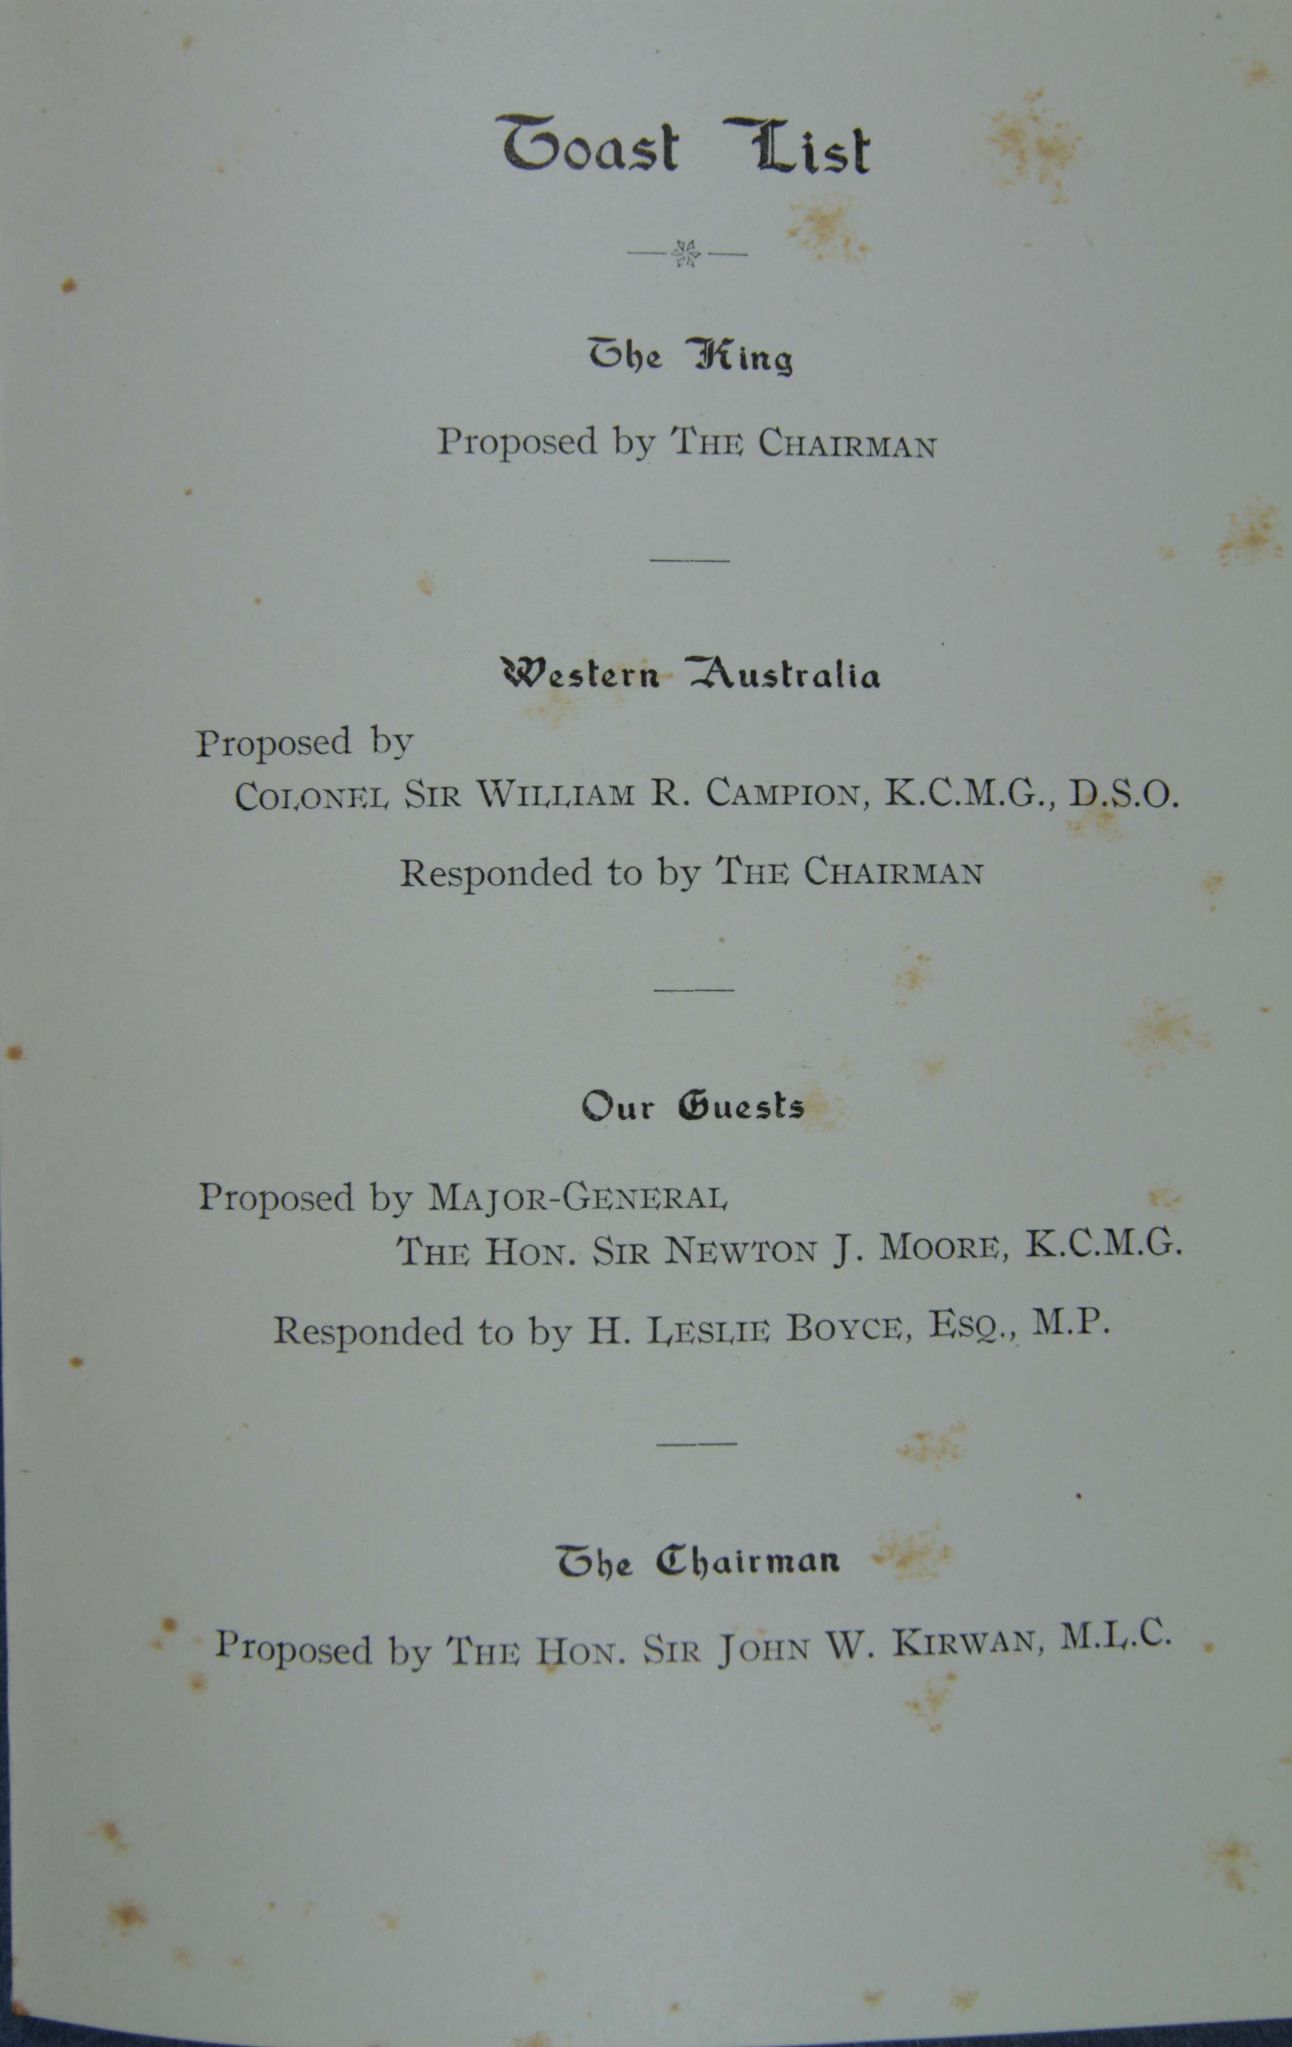 Toast List
The King
Proposed by THE CHAIRMAN
Western Australia
Proposed by
COLONEL SIR WILLIAM R. CAMPION, K.C.M.G., D.S.O.
Responded to by THE CHAIRMAN
Our Guests
Proposed by MAJOR-GENERAL
THE HON. SIR NEWTON J. MOORE, K.C.M.G.
Responded to by H. LESLIE BOYCE, ESQ., M.P.
The Chairman
Proposed by THE HON. SIR JOHN W. KIRWAN, M.L.C.